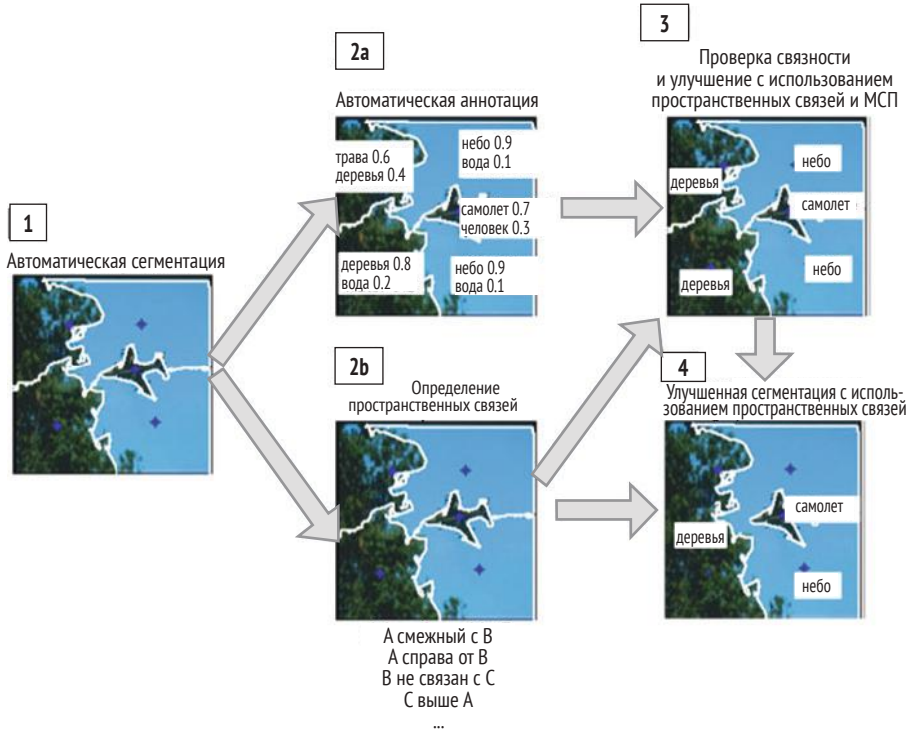 1
Автоматическая сегментация
2a
Автоматическая аннотация
трава 0.6
деревья 0.4
небо 0.9
вода 0.1
самолет 0.7
человек 0.3
деревья 0.8
вода 0.2
небо 0.9
вода 0.1
2b
Определение
пространственных связей
А смежный с В
А справа от В
В не связан с С
С выше А
...
3
Проверка связности
и улучшение с использованием
пространственных связей и МСП
небо
деревья
самолет
небо
деревья
4
Улучшенная сегментация с исполь-
зованием пространственных связей
самолет
деревья
небо